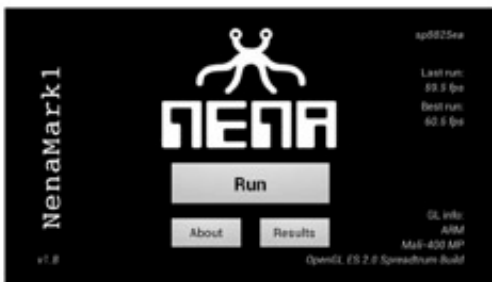 NenaMark1
v1.8
NENA
Run
About
Results
sp8825ea
Last run:
59.5 fps
Best run:
60.5 fps
GL info:
ARM
Mali-400 MP
OpenGL ES 2.0 Spreadtrum Build